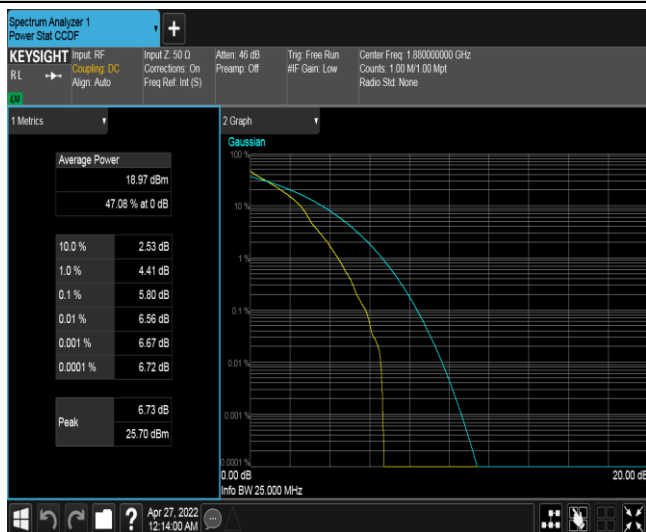 Spectrum Analyzer 1
Power Stat CCDF
+
KEYSIGHT
RL
Input: RF
Coupling: DC
Align: Auto
Input Z: 50 Ω
Corrections: On
Freq Ref: Int (S)
Atten: 46 dB
Preamp: Off
Trig: Free Run
#IF Gain: Low
Center Freq: 1.880000000 GHz
Counts: 1.00 M/1.00 Mpt
Radio Std: None
1 Metrics
Average Power
18.97 dBm
47.08 % at 0 dB
10.0 % 2.53 dB
1.0 % 4.41 dB
0.1 % 5.80 dB
0.01 % 6.56 dB
0.001 % 6.67 dB
0.0001 % 6.72 dB
Peak
6.73 dB
25.70 dBm
2 Graph
Gaussian
100 %
10 %
1 %
0.1 %
0.01 %
0.001 %
0.0001 %
0.00 dB
20.00 dB
Info BW 25.000 MHz
?
Apr 27, 2022
12:14:00 AM